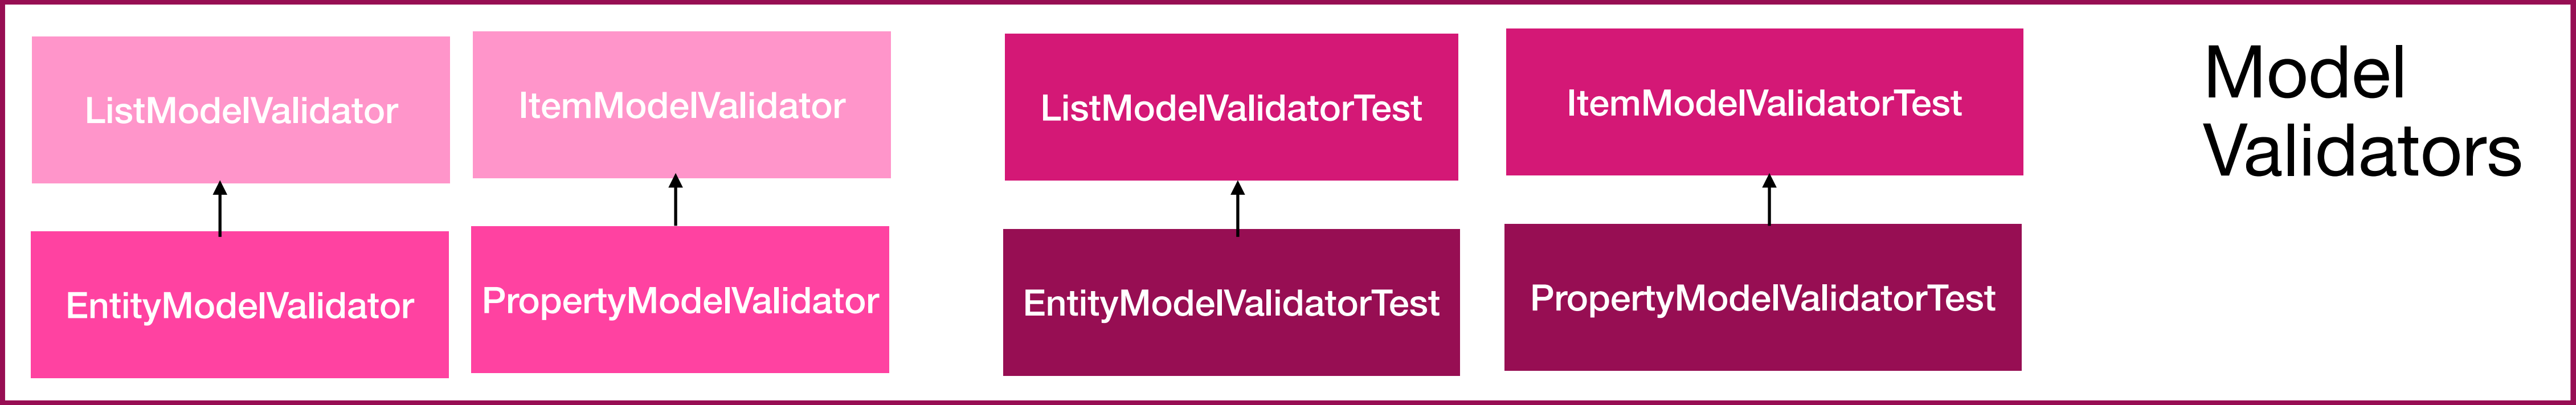 ListModelValidator
ItemModelValidator
ListModelValidatorTest
ItemModelValidatorTest
Model
Validators
EntityModelValidator
PropertyModelValidator
EntityModelValidatorTest
PropertyModelValidatorTest